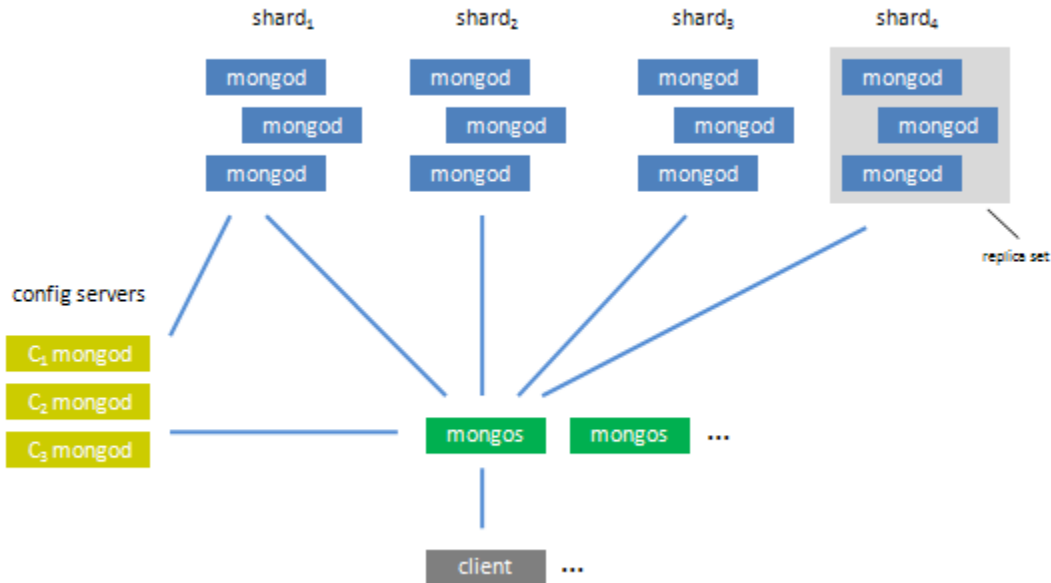 shard₁ shard₂ shard₃ shard₄
mongod mongod mongod mongod
mongod mongod mongod mongod
mongod mongod mongod mongod
replica set
config servers
C₁ mongod
C₂ mongod
C₃ mongod
mongos mongos ...
client ...